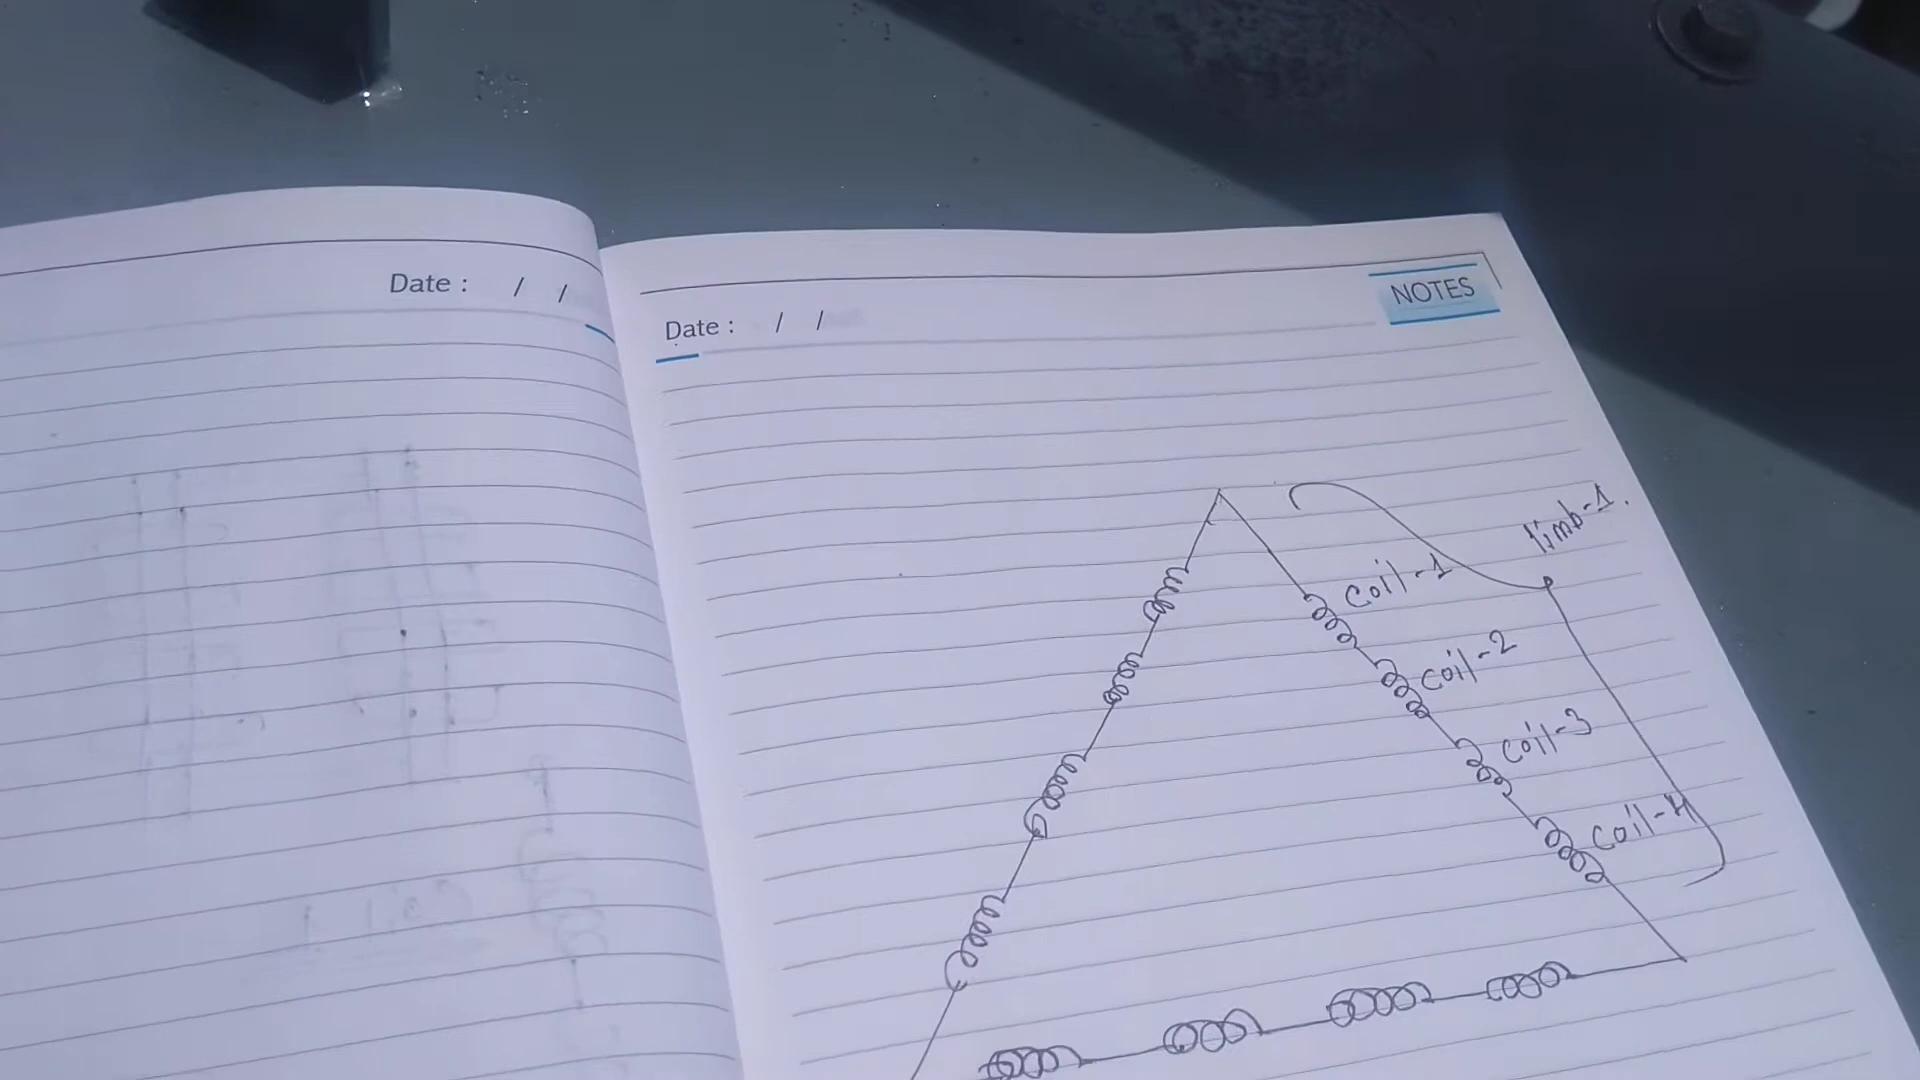 Date : / /
Date : / /
NOTES
limb-1.
coil-1
coil-2
coil-3
coil-4